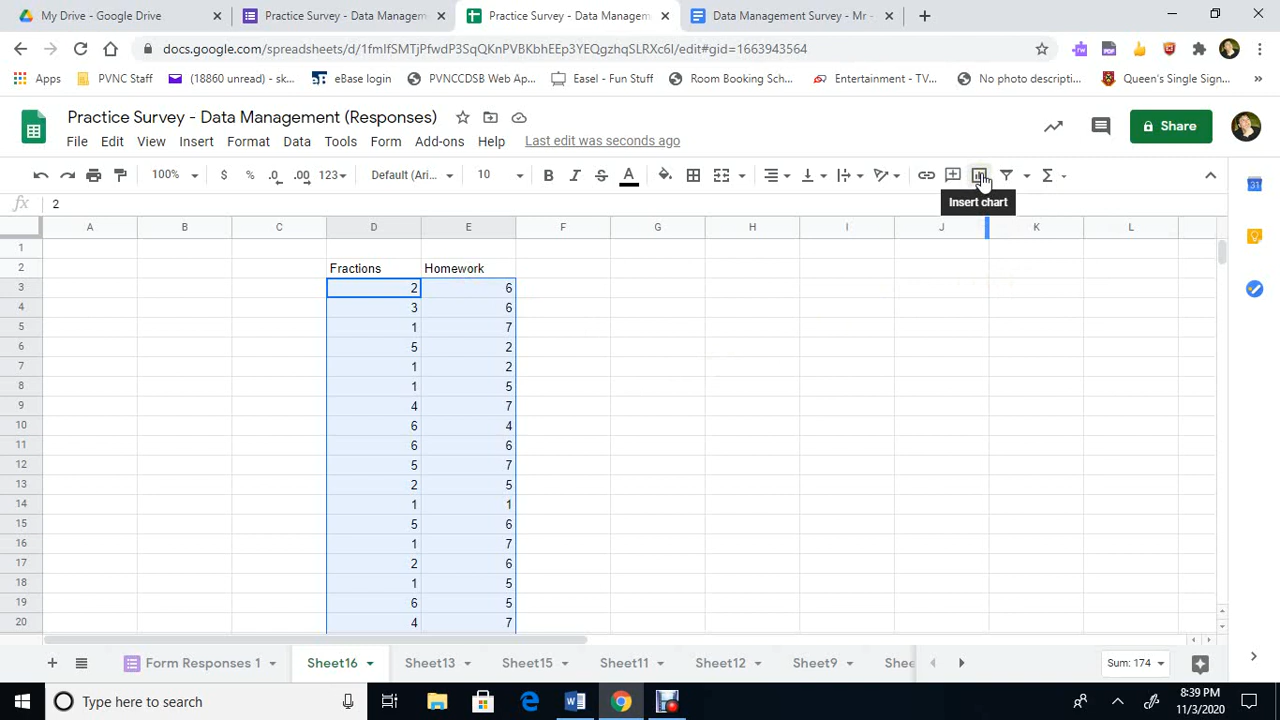 My Drive - Google Drive
Practice Survey - Data Managem
Practice Survey - Data Managem
Data Management Survey - Mr -
docs.google.com/spreadsheets/d/1fmlfSMTjPfwdP3SqQKnPVBKbhEEp3YEQgzhqSLRXc6I/edit#gid=1663943564
Apps
PVNC Staff
(18860 unread) - sk...
eBase login
PVNCCDSB Web Ap...
Easel - Fun Stuff
Room Booking Sch...
Entertainment - TV...
No photo descripti...
Queen's Single Sign...
»
Practice Survey - Data Management (Responses)
File Edit View Insert Format Data Tools Form Add-ons Help Last edit was seconds ago
Share
100% $ % .0 .00 123 Default (Ari... 10 B I S A Σ
31
Insert chart
fx 2
A B C D E F G H I J K L
1
2 Fractions Homework
3 2 6
4 3 6
5 1 7
6 5 2
7 1 2
8 1 5
9 4 7
10 6 4
11 6 6
12 5 7
13 2 5
14 1 1
15 5 6
16 1 7
17 2 6
18 1 5
19 6 5
20 4 7
Form Responses 1
Sheet16
Sheet13
Sheet15
Sheet11
Sheet12
Sheet9
Shee
Sum: 174
Type here to search
8:39 PM
11/3/2020